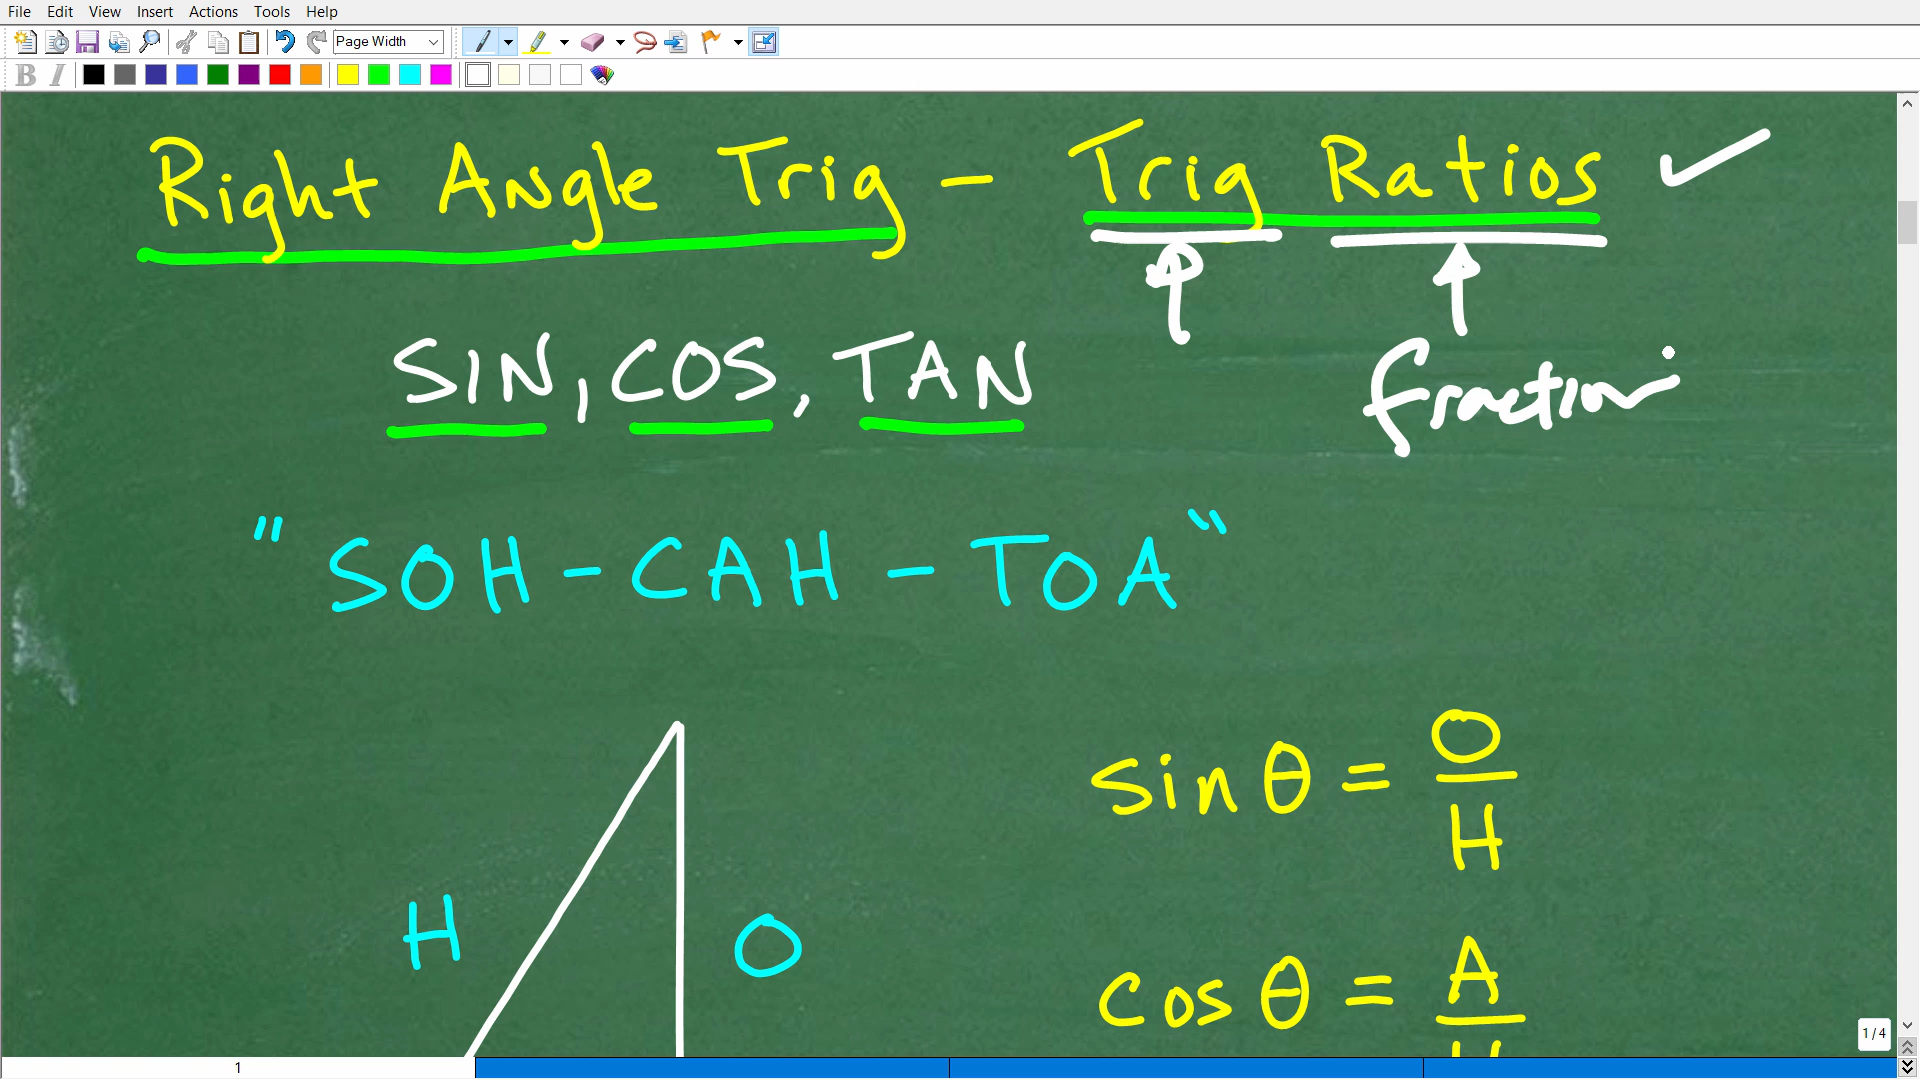 File Edit View Insert Actions Tools Help
Page Width
B I
Right Angle Trig - Trig Ratios
SIN, COS, TAN
fraction
"SOH - CAH - TOA"
sin θ = O/H
H
O
cos θ = A/H
1 / 4
1